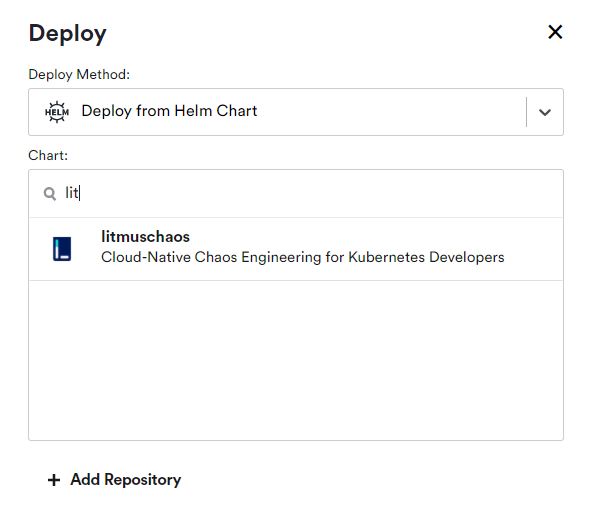 Deploy
Deploy Method:
HELM Deploy from Helm Chart
Chart:
lit
litmuschaos
Cloud-Native Chaos Engineering for Kubernetes Developers
+ Add Repository